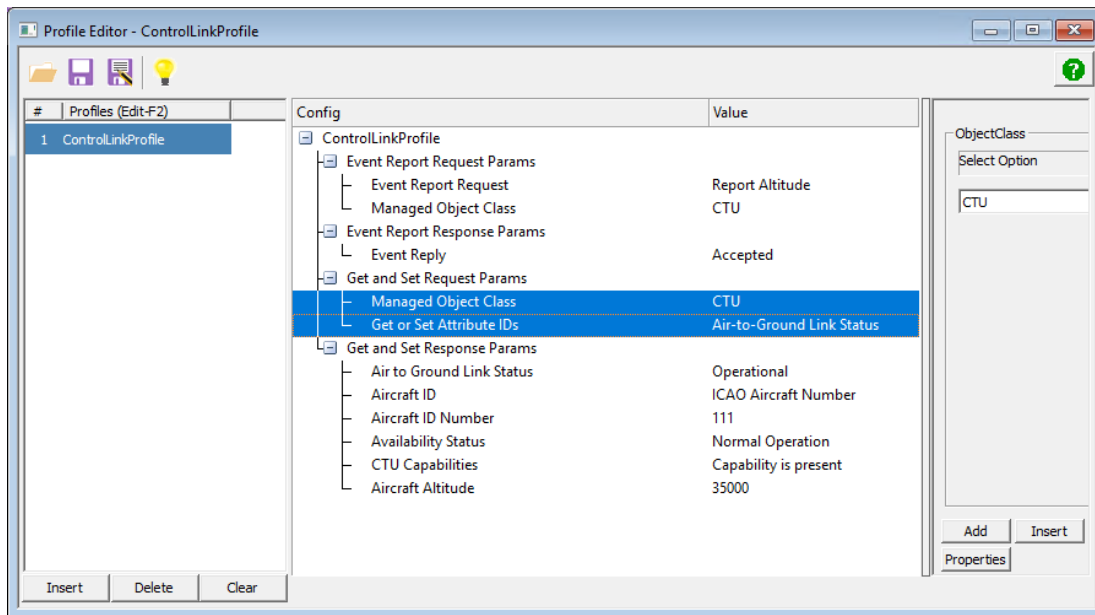 Profile Editor - ControlLinkProfile
# Profiles (Edit-F2)
1 ControlLinkProfile
Config Value
ControlLinkProfile
Event Report Request Params
Event Report Request Report Altitude
Managed Object Class CTU
Event Report Response Params
Event Reply Accepted
Get and Set Request Params
Managed Object Class CTU
Get or Set Attribute IDs Air-to-Ground Link Status
Get and Set Response Params
Air to Ground Link Status Operational
Aircraft ID ICAO Aircraft Number
Aircraft ID Number 111
Availability Status Normal Operation
CTU Capabilities Capability is present
Aircraft Altitude 35000
ObjectClass
Select Option
CTU
Add Insert
Properties
Insert Delete Clear